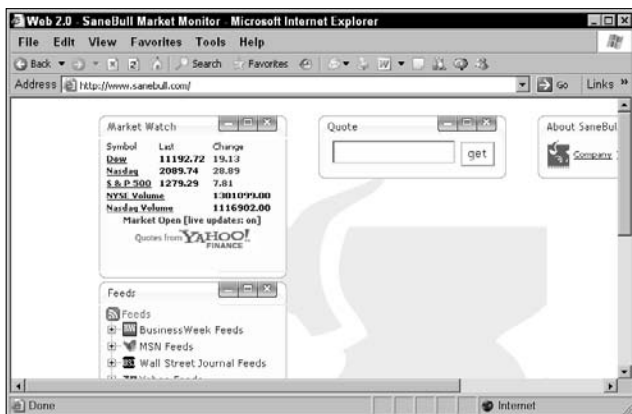 Web 2.0 - SaneBull Market Monitor - Microsoft Internet Explorer
File Edit View Favorites Tools Help
Back Search Favorites
Address http://www.sanebull.com/ Go Links »
Market Watch
Symbol Last Change
Dow 11192.72 19.13
Nasdaq 2089.74 28.89
S & P 500 1279.29 7.81
NYSE Volume 1301099.00
Nasdaq Volume 1116902.00
Market Open [live updates: on]
Quotes from YAHOO! FINANCE
Quote
get
About SaneBul
Company
Feeds
Feeds
BusinessWeek Feeds
MSN Feeds
Wall Street Journal Feeds
Done Internet